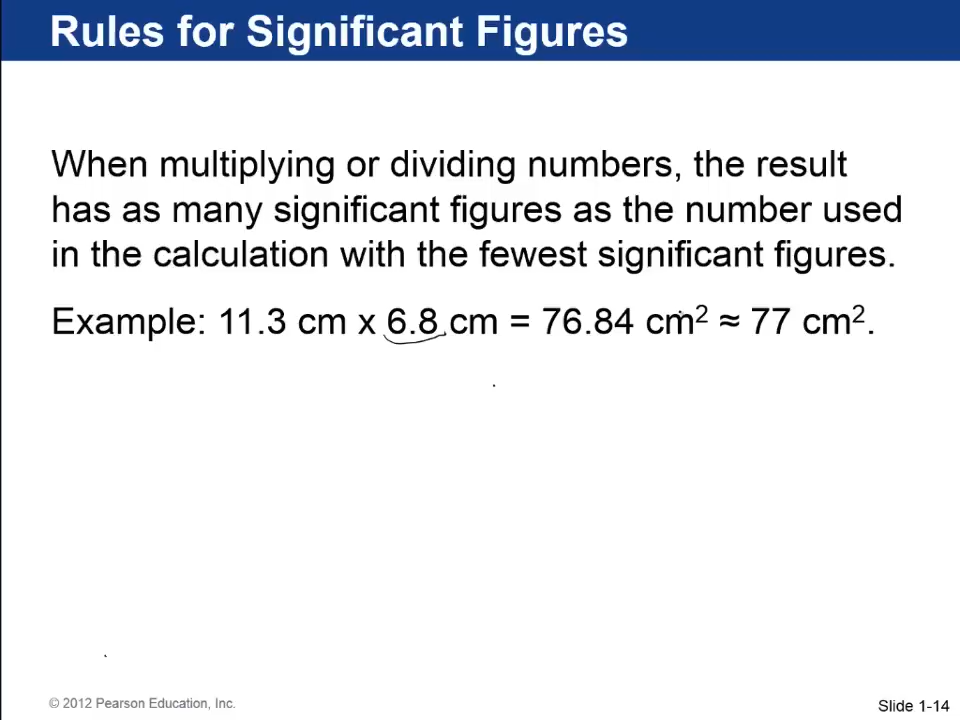 Rules for Significant Figures
When multiplying or dividing numbers, the result
has as many significant figures as the number used
in the calculation with the fewest significant figures.
Example: 11.3 cm x 6.8 cm = 76.84 cm² ≈ 77 cm².
© 2012 Pearson Education, Inc.
Slide 1-14